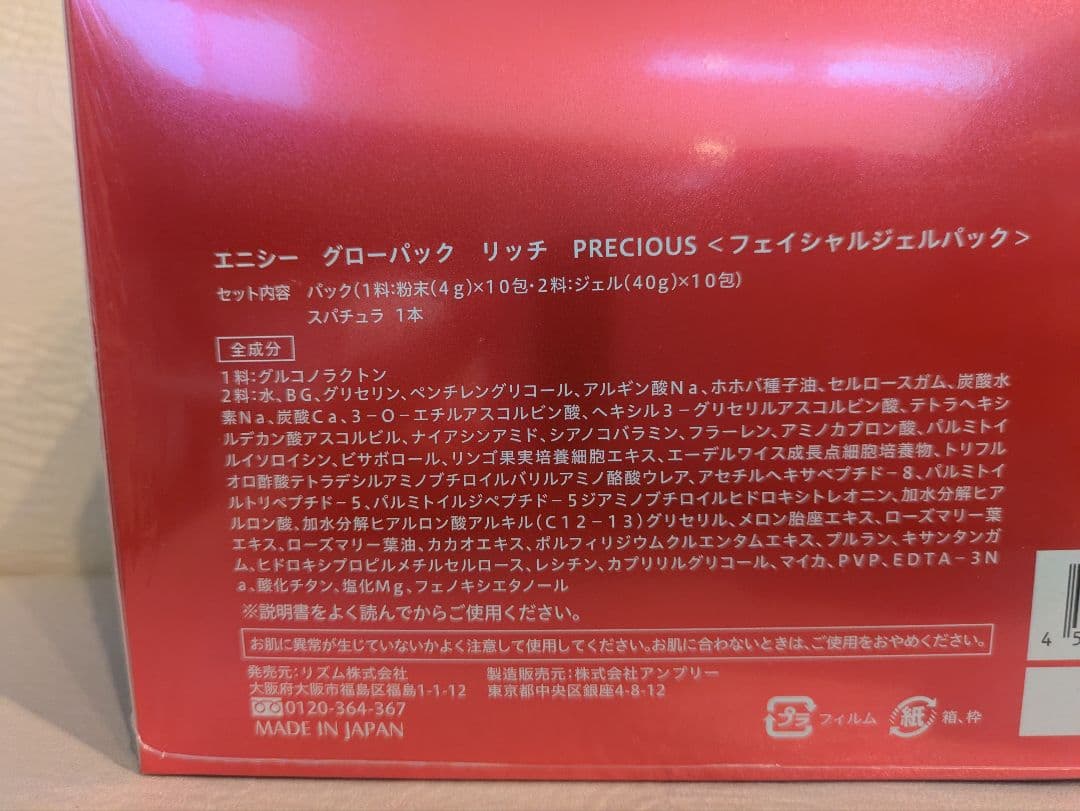 エニシー グローパック リッチ PRECIOUS <フェイシャルジェルパック>
セット内容 パック(1料:粉末(4g)×10包・2料:ジェル(40g)×10包)
スパチュラ 1本
全成分
1料:グルコノラクトン
2料:水、BG、グリセリン、ペンチレングリコール、アルギン酸Na、ホホバ種子油、セルロースガム、炭酸水
素Na、炭酸Ca、3-O-エチルアスコルビン酸、ヘキシル3-グリセリルアスコルビン酸、テトラヘキシ
ルデカン酸アスコルビル、ナイアシンアミド、シアノコバラミン、フラーレン、アミノカプロン酸、パルミトイ
ルイソロイシン、ビサボロール、リンゴ果実培養細胞エキス、エーデルワイス成長点細胞培養物、トリフル
オロ酢酸テトラデシルアミノブチロイルバリルアミノ酪酸ウレア、アセチルヘキサペプチド-8、パルミトイ
ルトリペプチド-5、パルミトイルジペプチド-5ジアミノブチロイルヒドロキシトレオニン、加水分解ヒア
ルロン酸、加水分解ヒアルロン酸アルキル(C12-13)グリセリル、メロン胎座エキス、ローズマリー葉
エキス、ローズマリー葉油、カカオエキス、ポルフィリジウムクルエンタムエキス、プルラン、キサンタンガ
ム、ヒドロキシプロピルメチルセルロース、レシチン、カプリリルグリコール、マイカ、PVP、EDTA-3N
a、酸化チタン、塩化Mg、フェノキシエタノール
※説明書をよく読んでからご使用ください。
お肌に異常が生じていないかよく注意して使用してください。お肌に合わないときは、ご使用をおやめください。
発売元:リズム株式会社 製造販売元:株式会社アンプリー
大阪府大阪市福島区福島1-1-12 東京都中央区銀座4-8-12
0120-364-367
MADE IN JAPAN
プラ フィルム 紙 箱、枠
4 5